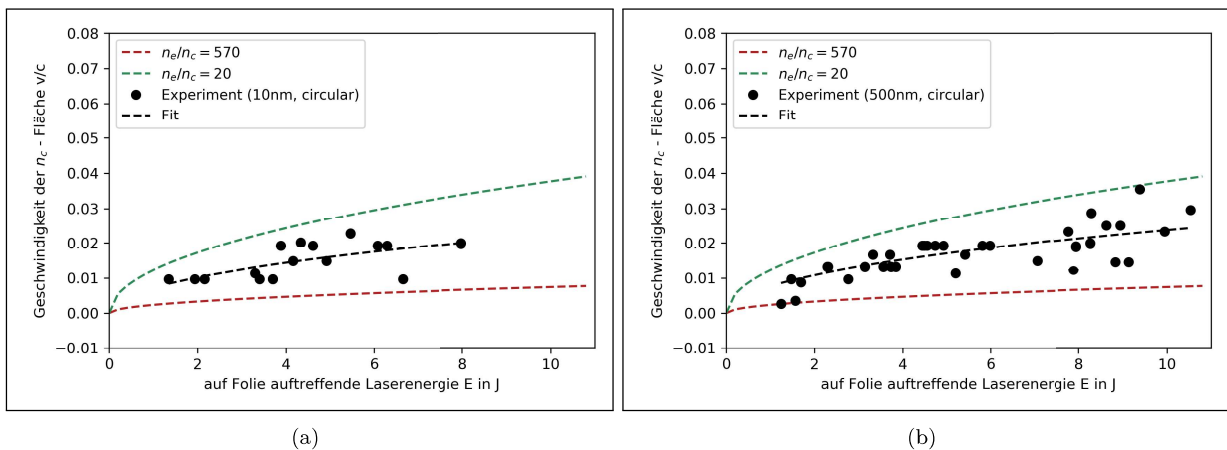 0.08
0.07
0.06
0.05
0.04
0.03
0.02
0.01
0.00
−0.01
Geschwindigkeit der n_c - Fläche v/c
n_e/n_c = 570
n_e/n_c = 20
Experiment (10nm, circular)
Fit
0 2 4 6 8 10
auf Folie auftreffende Laserenergie E in J
(a)
0.08
0.07
0.06
0.05
0.04
0.03
0.02
0.01
0.00
−0.01
Geschwindigkeit der n_c - Fläche v/c
n_e/n_c = 570
n_e/n_c = 20
Experiment (500nm, circular)
Fit
0 2 4 6 8 10
auf Folie auftreffende Laserenergie E in J
(b)